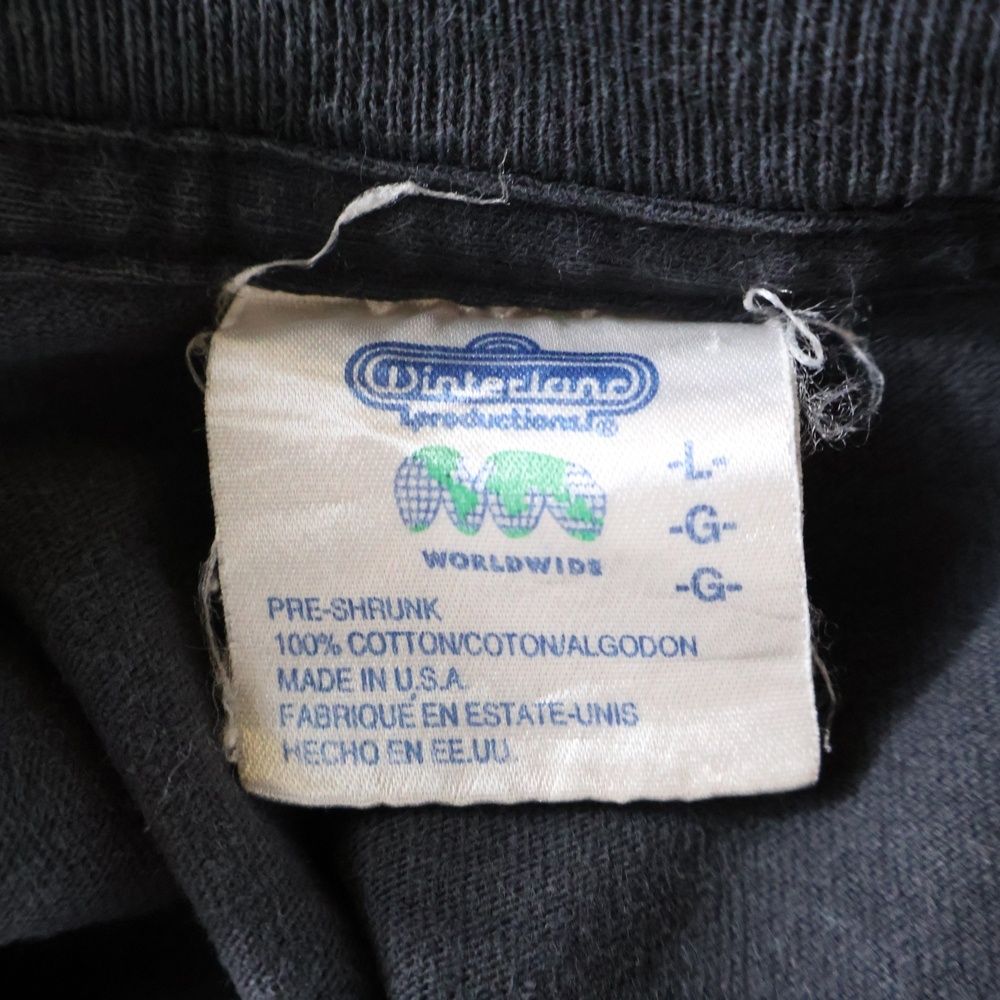 Winterland
productions®
-L-
-G-
-G-
WORLDWIDE
PRE-SHRUNK
100% COTTON/COTON/ALGODON
MADE IN U.S.A.
FABRIQUÉ EN ESTATE-UNIS
HECHO EN EE.UU.